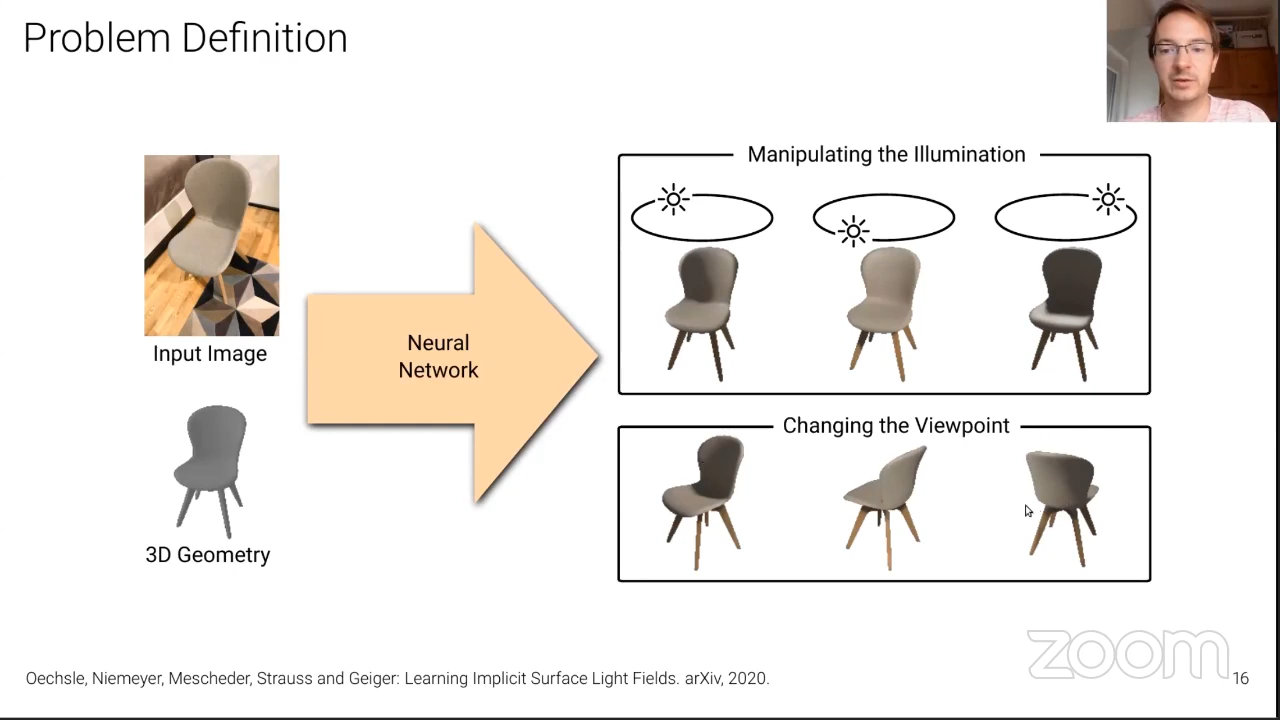 Problem Definition
Manipulating the Illumination
Input Image
Neural
Network
Changing the Viewpoint
3D Geometry
zoom
Oechsle, Niemeyer, Mescheder, Strauss and Geiger: Learning Implicit Surface Light Fields. arXiv, 2020.
16